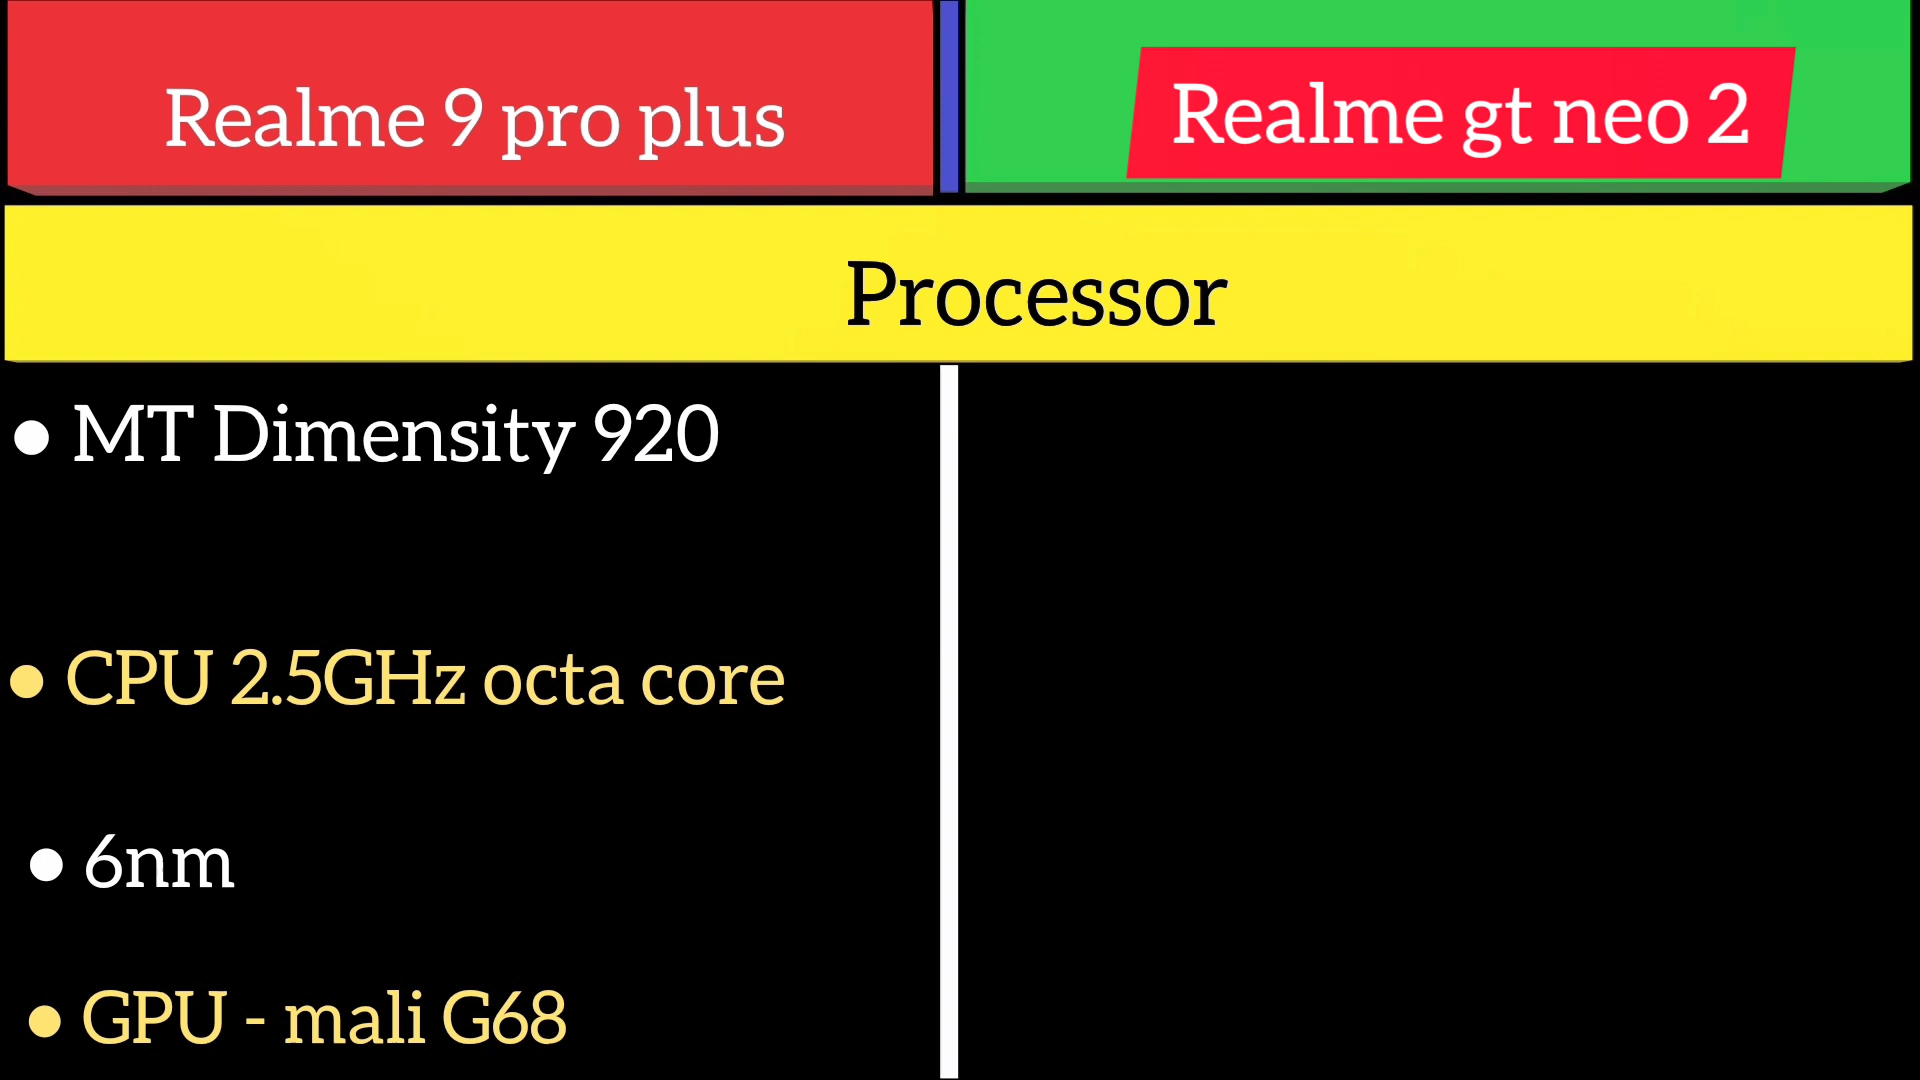 Realme 9 pro plus
Realme gt neo 2
Processor
● MT Dimensity 920
● CPU 2.5GHz octa core
● 6nm
● GPU - mali G68